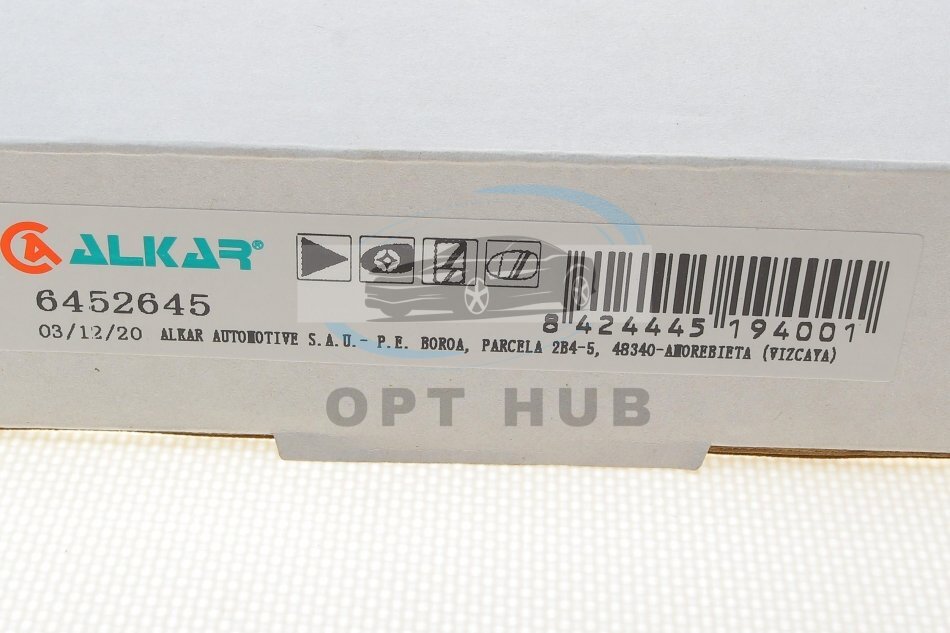 ALKAR®
6452645
8 424445 194001
03/12/20 ALKAR AUTOMOTIVE S.A.U.- P.E. BOROA, PARCELA 2B4-5, 48340-AMOREBIETA (VIZCAYA)
OPT HUB